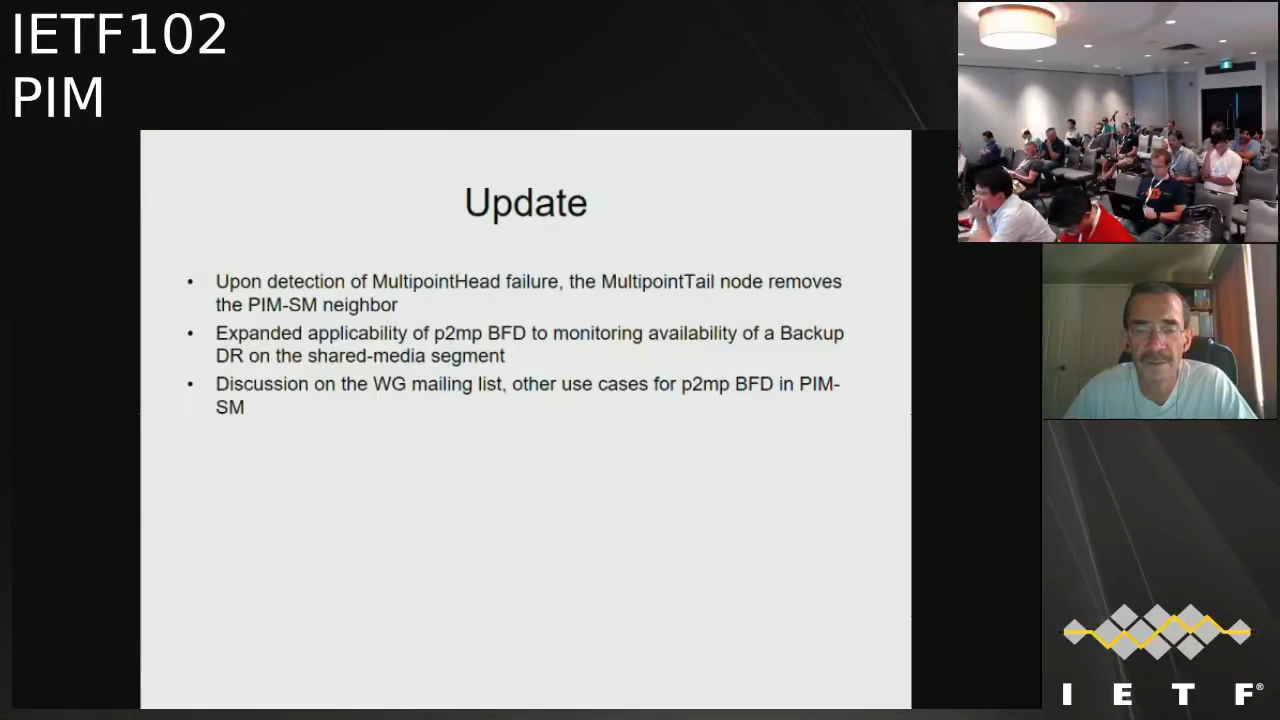 IETF102
PIM
Update
• Upon detection of MultipointHead failure, the MultipointTail node removes
the PIM-SM neighbor
• Expanded applicability of p2mp BFD to monitoring availability of a Backup
DR on the shared-media segment
• Discussion on the WG mailing list, other use cases for p2mp BFD in PIM-
SM
I E T F®